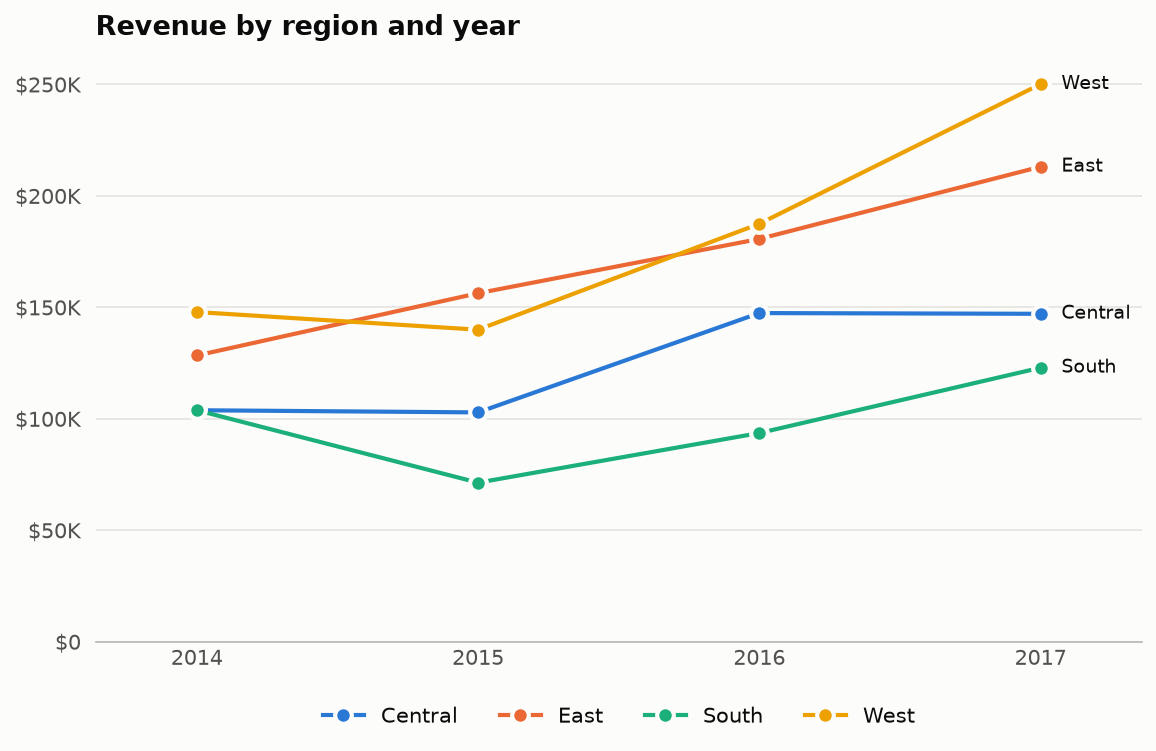 Revenue by region and year
$250K
$200K
$150K
$100K
$50K
$0
West
East
Central
South
2014 2015 2016 2017
Central East South West